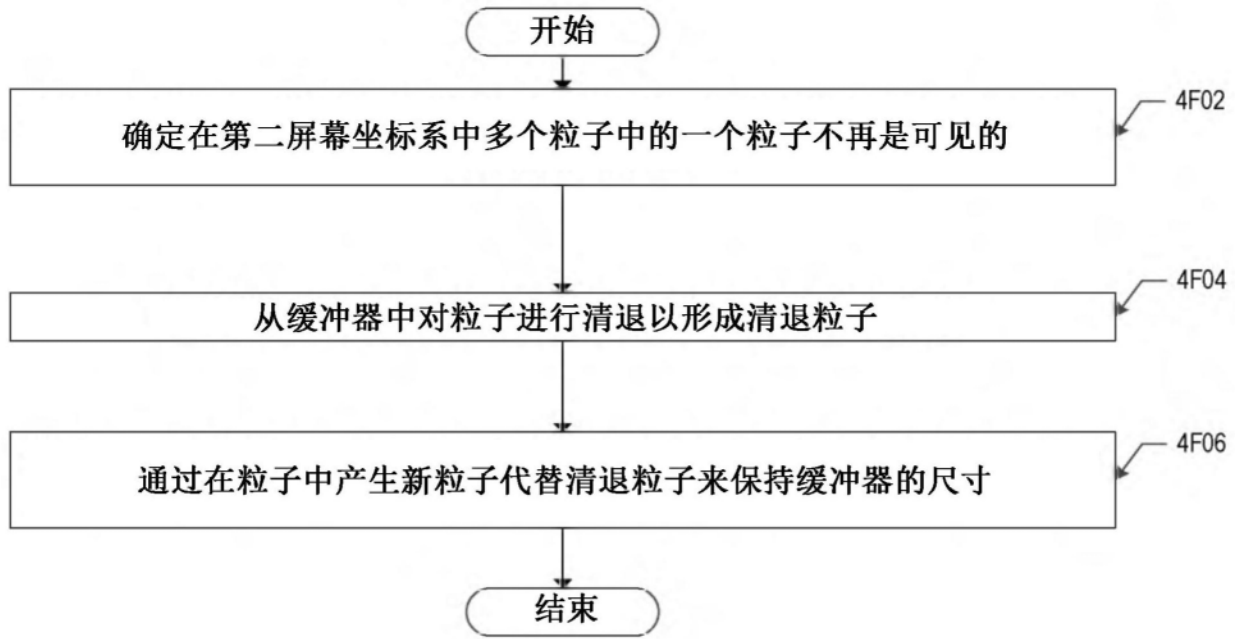 开始
确定在第二屏幕坐标系中多个粒子中的一个粒子不再是可见的
4F02
从缓冲器中对粒子进行清退以形成清退粒子
4F04
通过在粒子中产生新粒子代替清退粒子来保持缓冲器的尺寸
4F06
结束